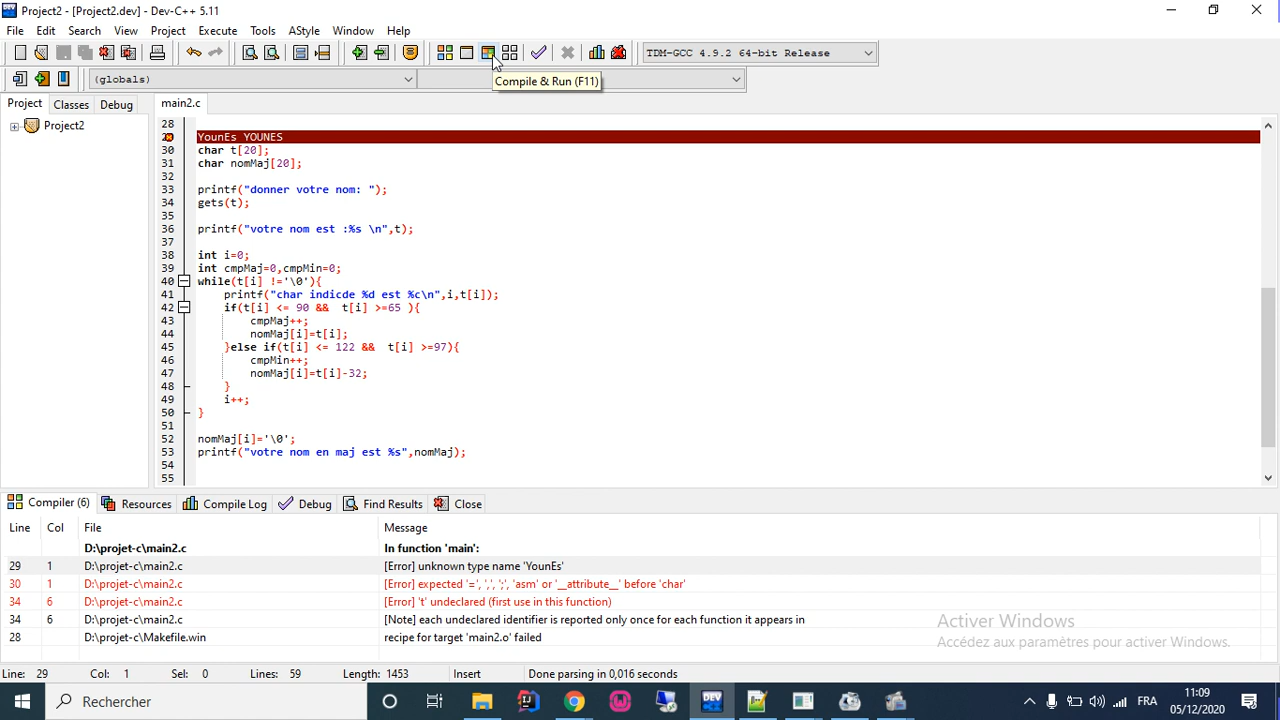 Project2 - [Project2.dev] - Dev-C++ 5.11
File Edit Search View Project Execute Tools AStyle Window Help
TDM-GCC 4.9.2 64-bit Release
(globals)
Compile & Run (F11)
Project Classes Debug
main2.c
Project2
28
YounEs YOUNES
30 char t[20];
31 char nomMaj[20];
32
33 printf("donner votre nom: ");
34 gets(t);
35
36 printf("votre nom est :%s \n",t);
37
38 int i=0;
39 int cmpMaj=0,cmpMin=0;
40 while(t[i] !='\0'){
41 printf("char indicde %d est %c\n",i,t[i]);
42 if(t[i] <= 90 && t[i] >=65 ){
43 cmpMaj++;
44 nomMaj[i]=t[i];
45 }else if(t[i] <= 122 && t[i] >=97){
46 cmpMin++;
47 nomMaj[i]=t[i]-32;
48 }
49 i++;
50 }
51
52 nomMaj[i]='\0';
53 printf("votre nom en maj est %s",nomMaj);
54
55
Compiler (6) Resources Compile Log Debug Find Results Close
Line Col File Message
D:\projet-c\main2.c In function 'main':
29 1 D:\projet-c\main2.c [Error] unknown type name 'YounEs'
30 1 D:\projet-c\main2.c [Error] expected '=', ',', ';', 'asm' or '__attribute__' before 'char'
34 6 D:\projet-c\main2.c [Error] 't' undeclared (first use in this function)
34 6 D:\projet-c\main2.c [Note] each undeclared identifier is reported only once for each function it appears in
28 D:\projet-c\Makefile.win recipe for target 'main2.o' failed
Activer Windows
Accédez aux paramètres pour activer Windows.
Line: 29 Col: 1 Sel: 0 Lines: 59 Length: 1453 Insert Done parsing in 0,016 seconds
Rechercher
DEV
FRA
11:09
05/12/2020